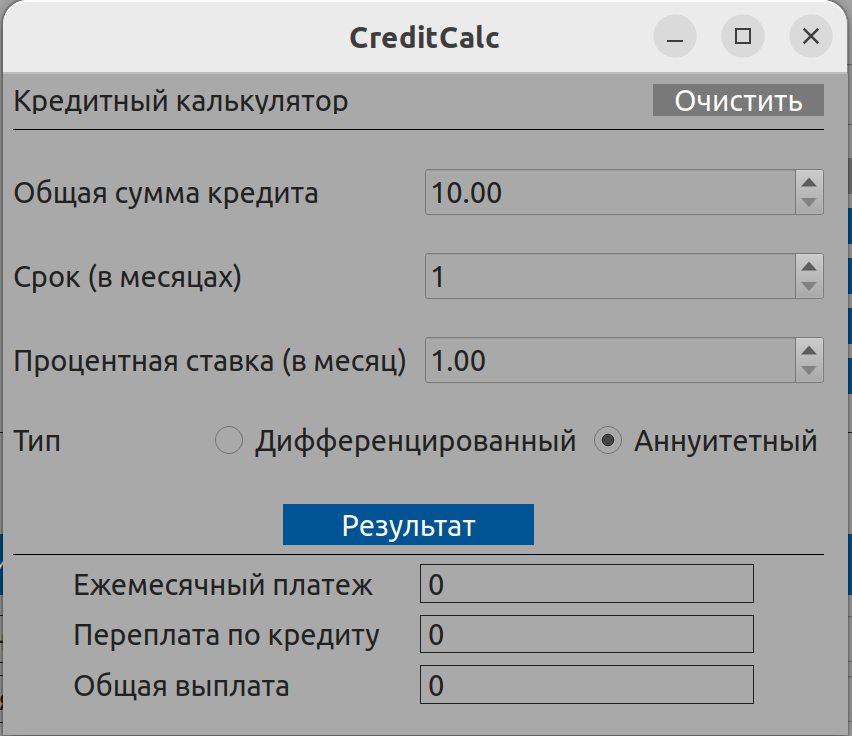 CreditCalc
Кредитный калькулятор Очистить
Общая сумма кредита 10.00
Срок (в месяцах) 1
Процентная ставка (в месяц) 1.00
Тип Дифференцированный Аннуитетный
Результат
Ежемесячный платеж 0
Переплата по кредиту 0
Общая выплата 0